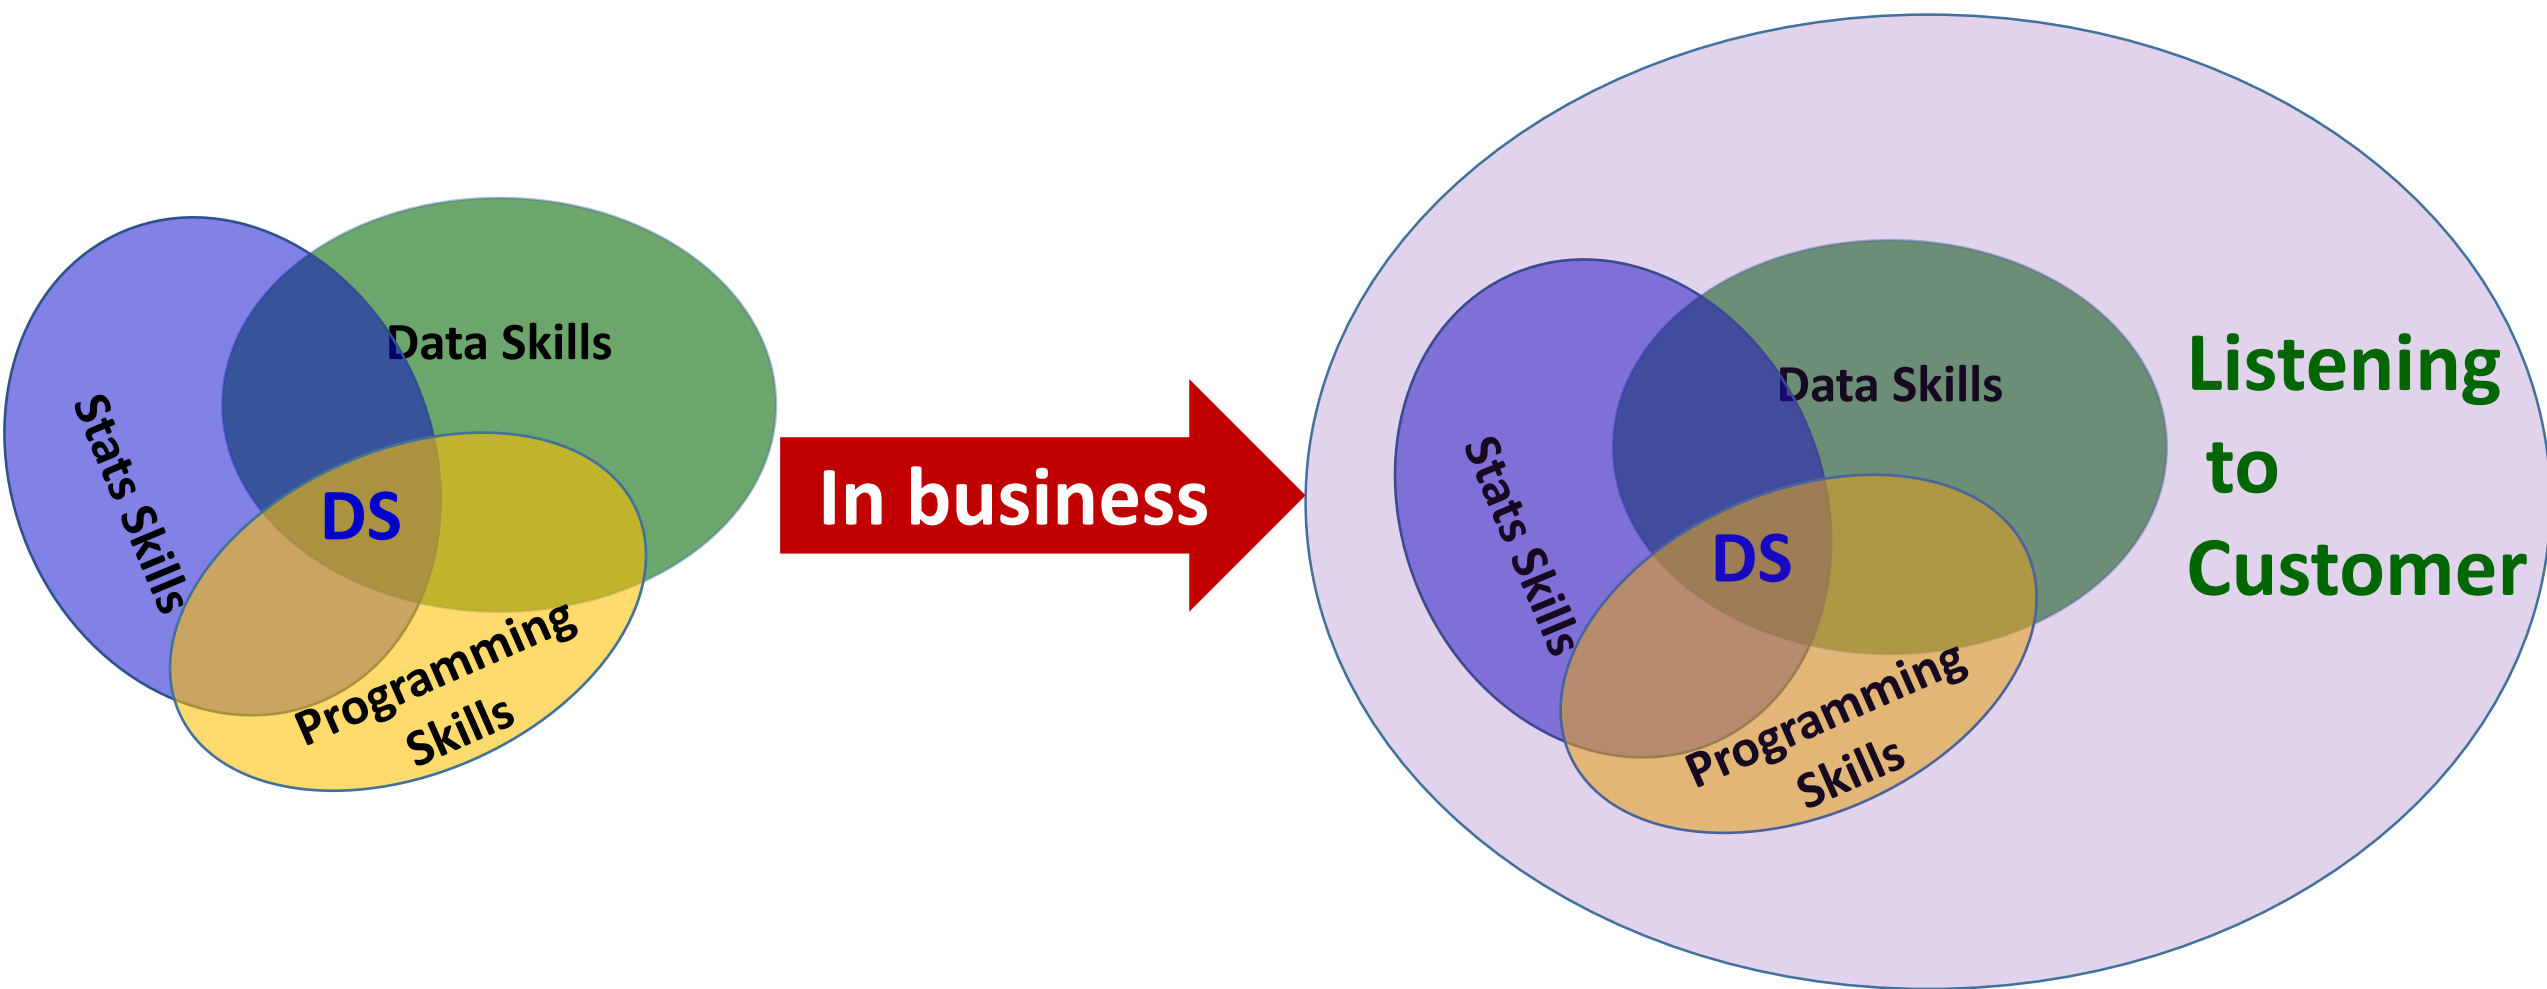 Data Skills
Stats Skills
DS
Programming
Skills
In business
Data Skills
Stats Skills
DS
Programming
Skills
Listening
to
Customer